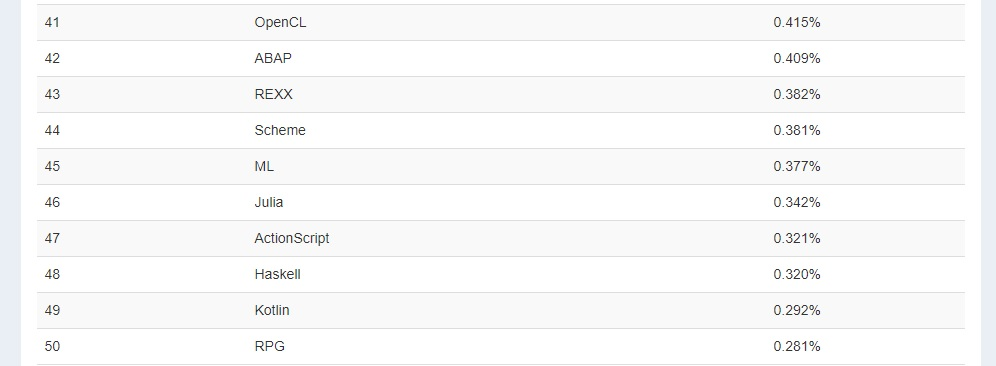 41 OpenCL 0.415%
42 ABAP 0.409%
43 REXX 0.382%
44 Scheme 0.381%
45 ML 0.377%
46 Julia 0.342%
47 ActionScript 0.321%
48 Haskell 0.320%
49 Kotlin 0.292%
50 RPG 0.281%